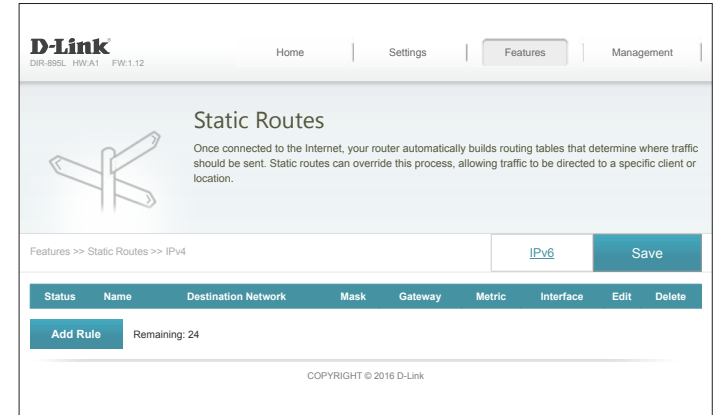 D-Link
DIR-895L HW:A1 FW:1.12
Home Settings Features Management
Static Routes
Once connected to the Internet, your router automatically builds routing tables that determine where traffic
should be sent. Static routes can override this process, allowing traffic to be directed to a specific client or
location.
Features >> Static Routes >> IPv4
IPv6
Save
Status Name Destination Network Mask Gateway Metric Interface Edit Delete
Add Rule Remaining: 24
COPYRIGHT © 2016 D-Link